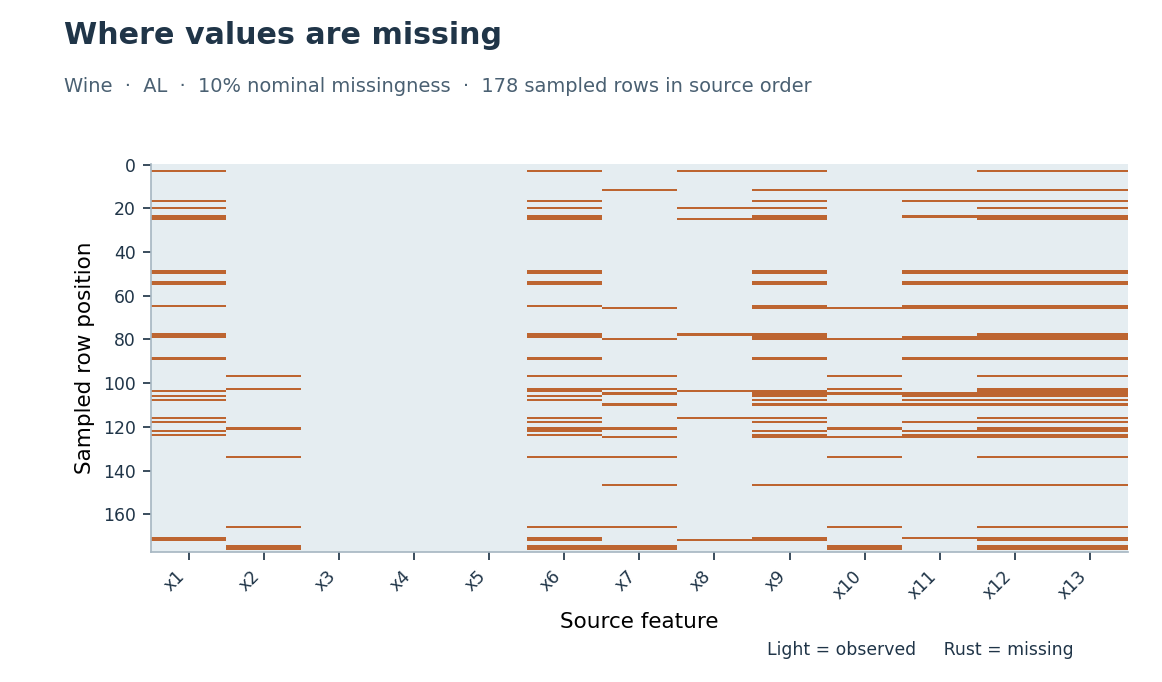 Where values are missing
Wine · AL · 10% nominal missingness · 178 sampled rows in source order
0
20
40
60
80
100
120
140
160
Sampled row position
x1
x2
x3
x4
x5
x6
x7
x8
x9
x10
x11
x12
x13
Source feature
Light = observed Rust = missing